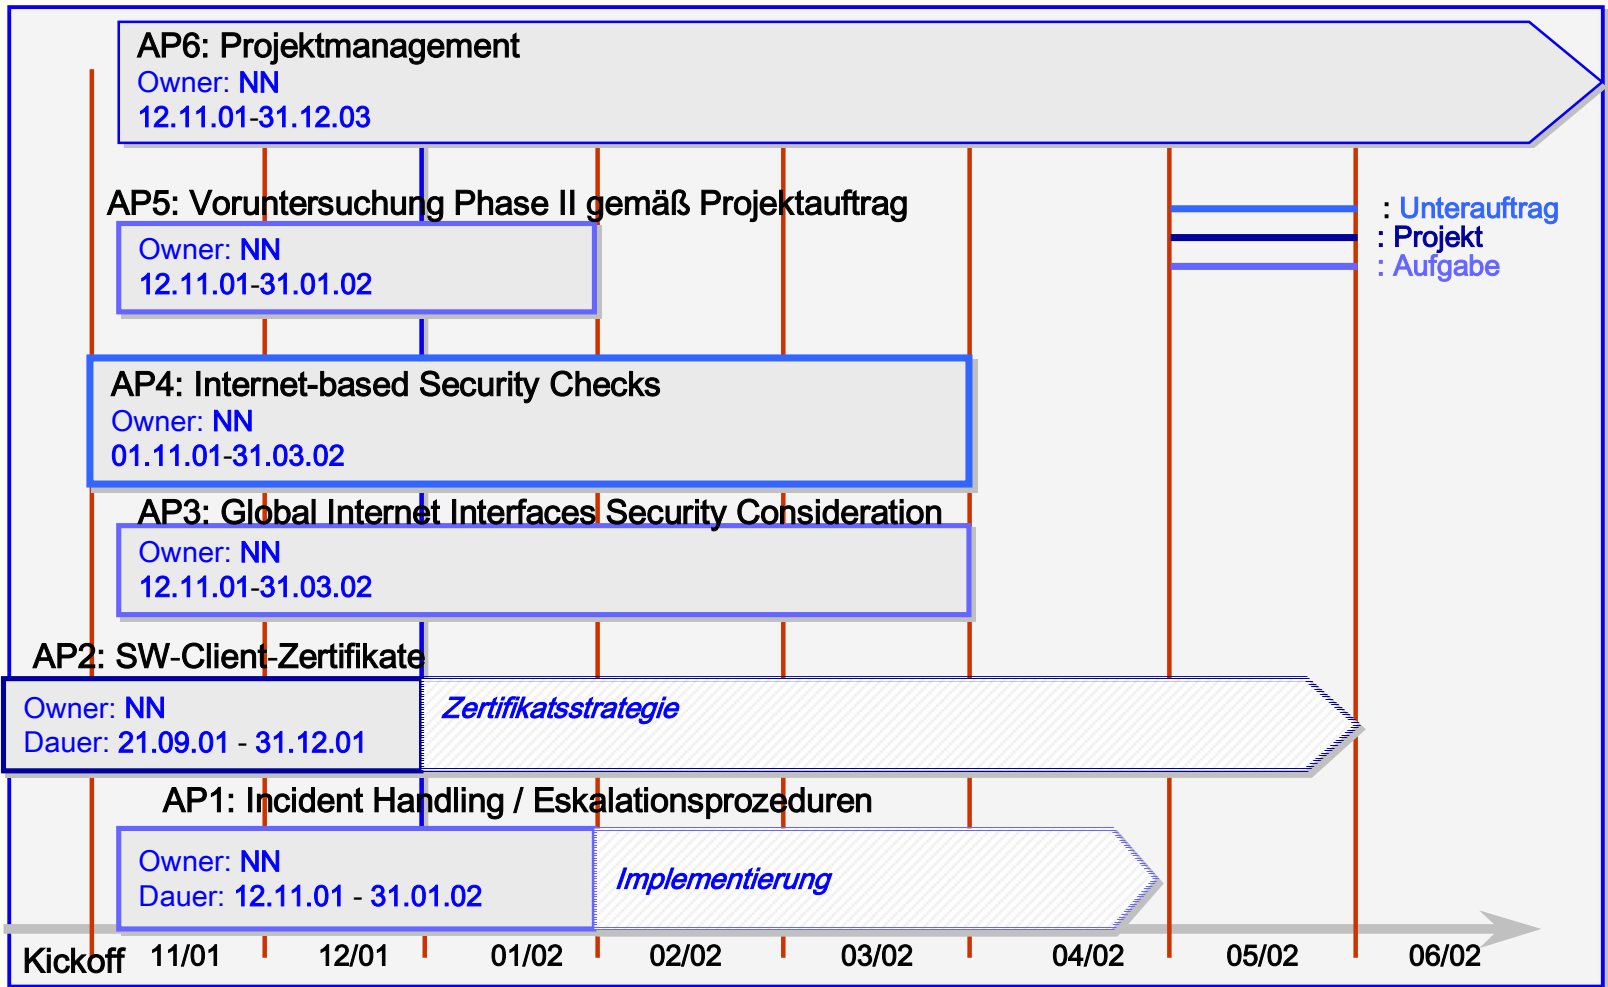 AP6: Projektmanagement
Owner: NN
12.11.01-31.12.03
AP5: Voruntersuchung Phase II gemäß Projektauftrag
Owner: NN
12.11.01-31.01.02
: Unterauftrag
: Projekt
: Aufgabe
AP4: Internet-based Security Checks
Owner: NN
01.11.01-31.03.02
AP3: Global Internet Interfaces Security Consideration
Owner: NN
12.11.01-31.03.02
AP2: SW-Client-Zertifikate
Owner: NN
Dauer: 21.09.01 - 31.12.01
Zertifikatsstrategie
AP1: Incident Handling / Eskalationsprozeduren
Owner: NN
Dauer: 12.11.01 - 31.01.02
Implementierung
Kickoff 11/01 12/01 01/02 02/02 03/02 04/02 05/02 06/02